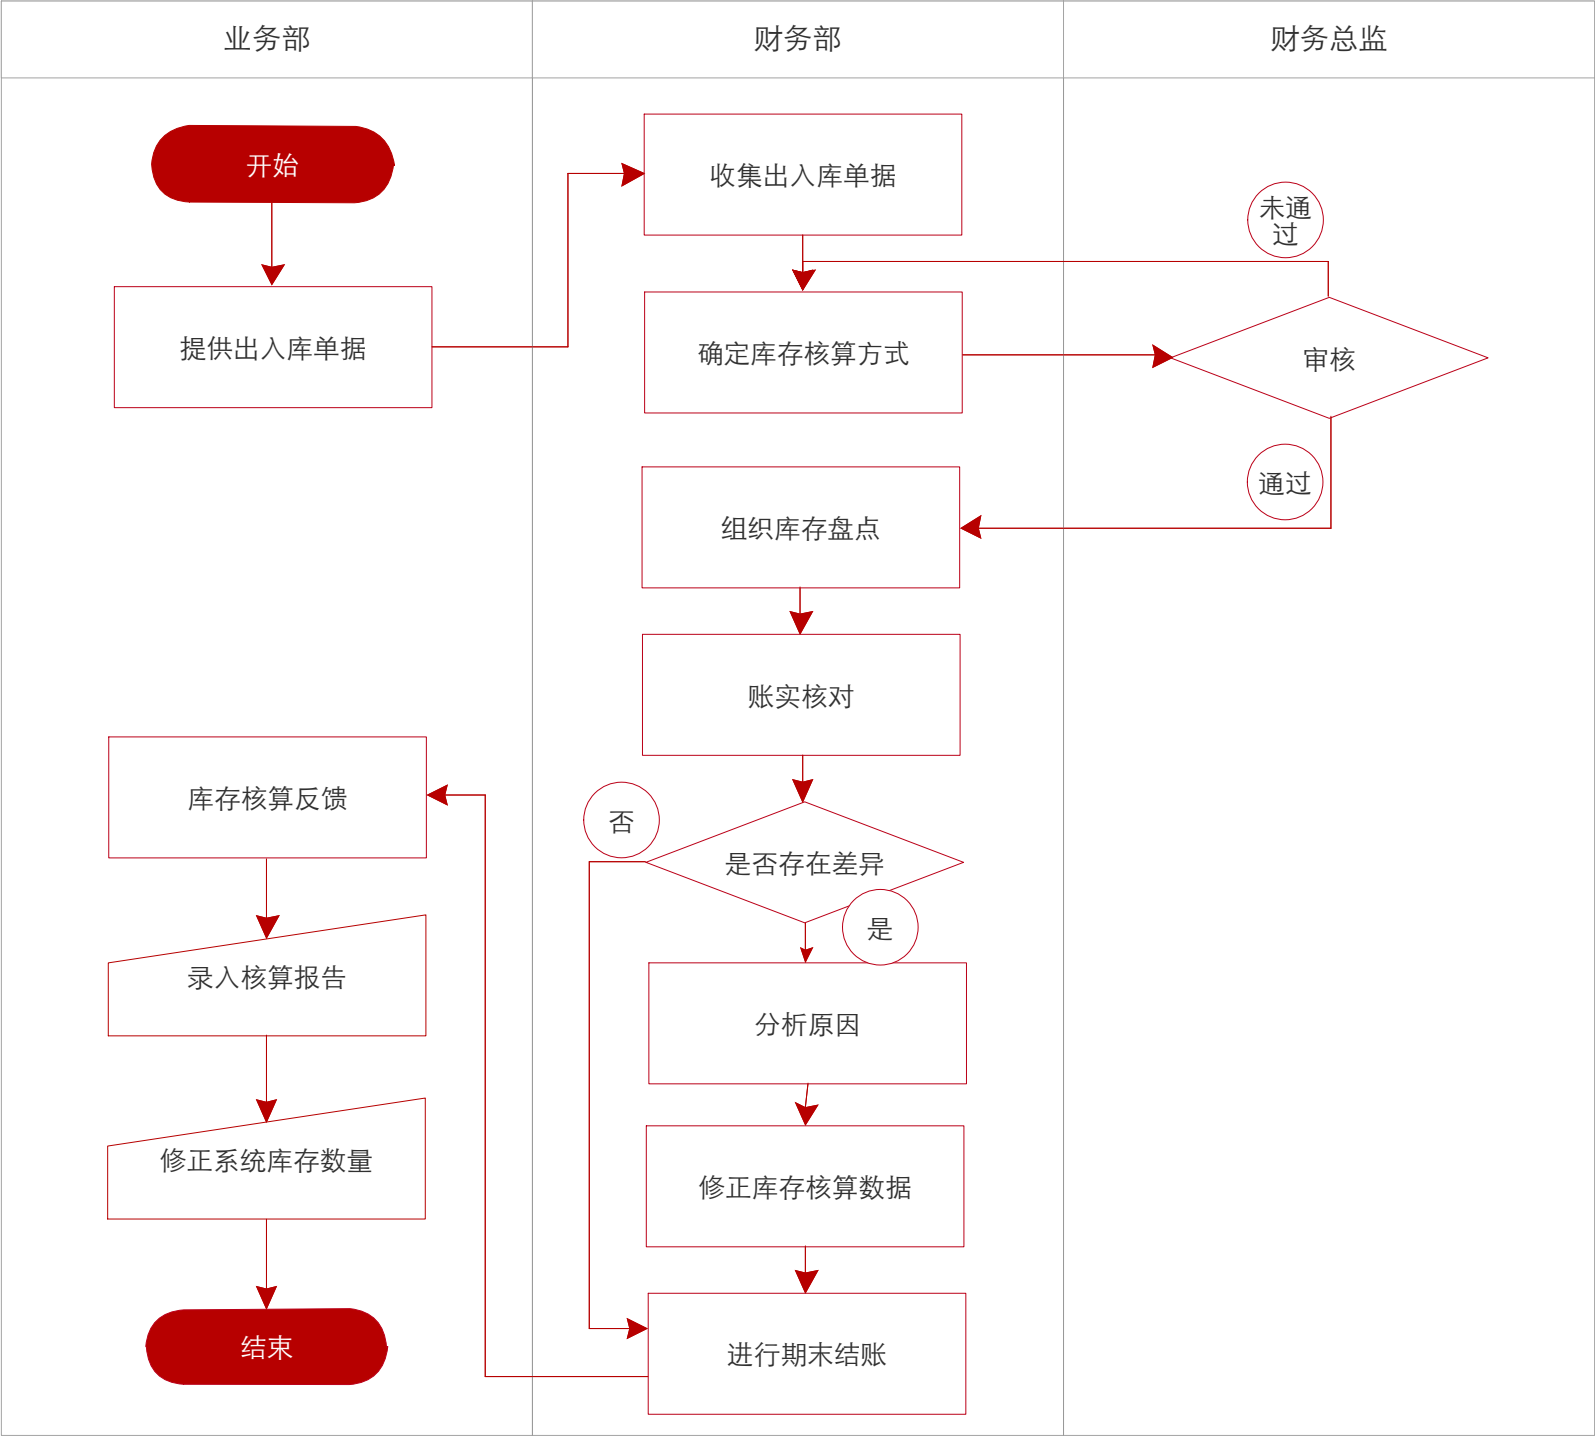 业务部
财务部
财务总监
开始
提供出入库单据
收集出入库单据
确定库存核算方式
未通
过
审核
通过
组织库存盘点
账实核对
否
是否存在差异
是
分析原因
修正库存核算数据
进行期末结账
库存核算反馈
录入核算报告
修正系统库存数量
结束